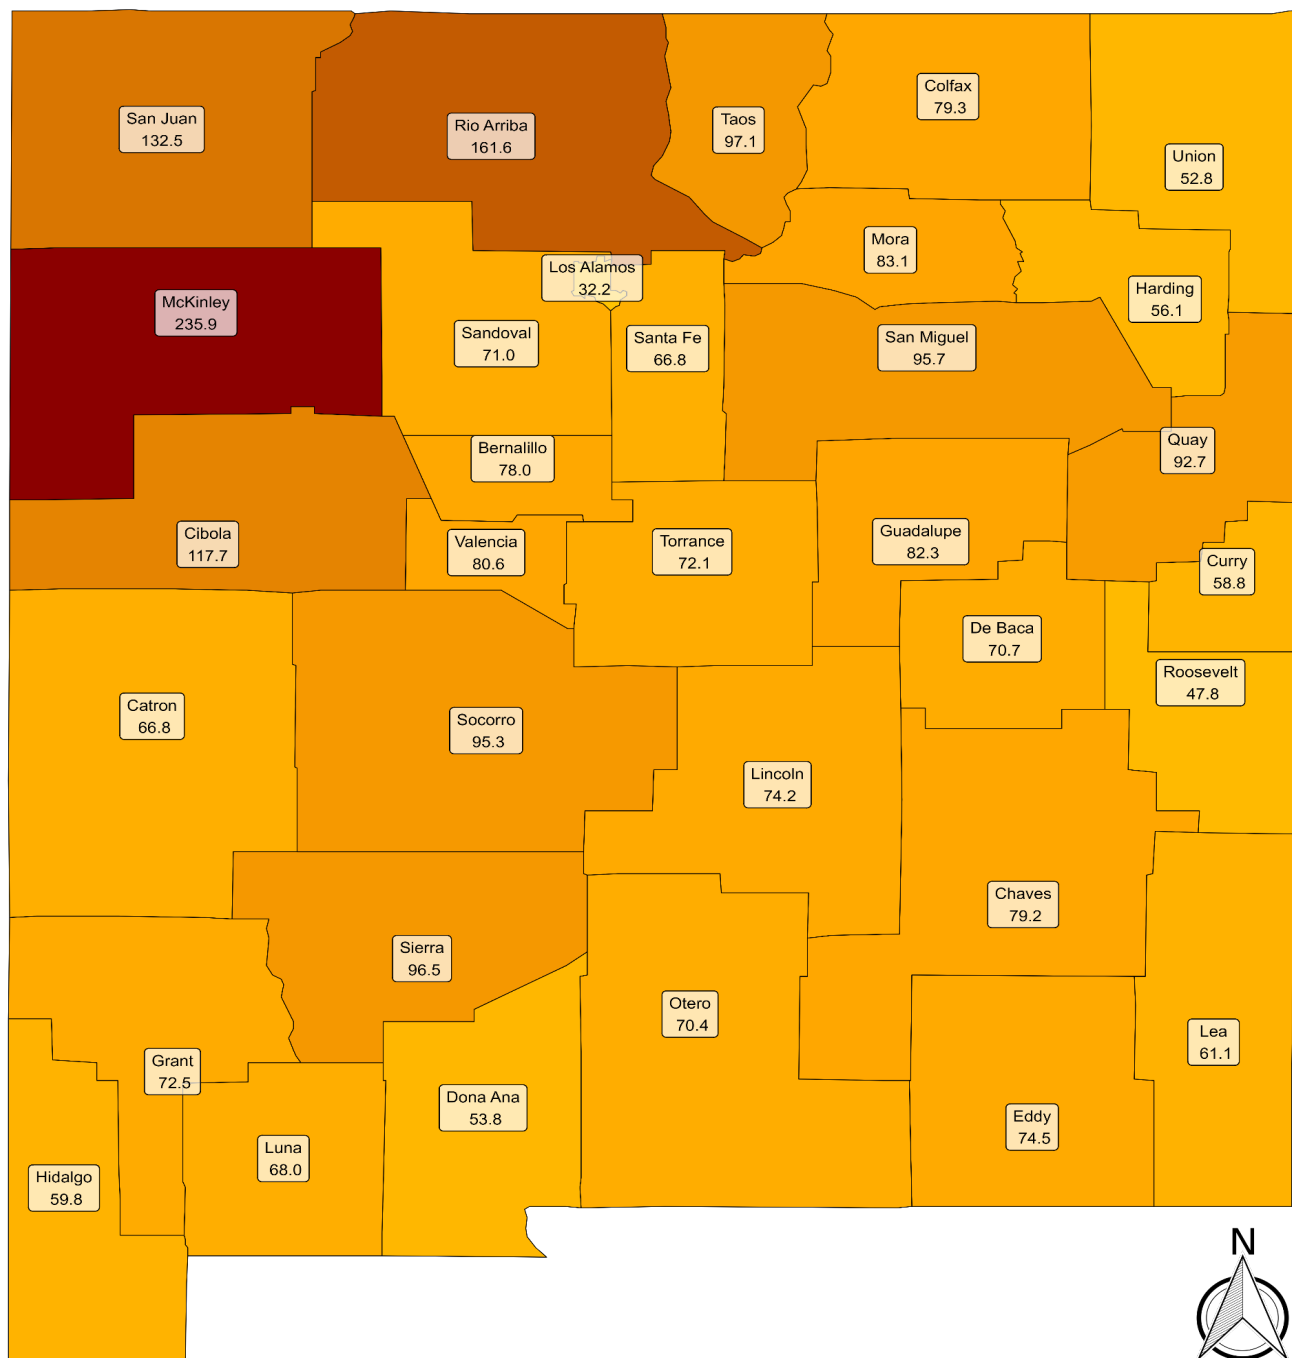 San Juan
132.5
Rio Arriba
161.6
Taos
97.1
Colfax
79.3
Union
52.8
Mora
83.1
Los Alamos
32.2
Harding
56.1
McKinley
235.9
Sandoval
71.0
Santa Fe
66.8
San Miguel
95.7
Bernalillo
78.0
Quay
92.7
Cibola
117.7
Valencia
80.6
Torrance
72.1
Guadalupe
82.3
Curry
58.8
De Baca
70.7
Roosevelt
47.8
Catron
66.8
Socorro
95.3
Lincoln
74.2
Chaves
79.2
Sierra
96.5
Otero
70.4
Lea
61.1
Grant
72.5
Dona Ana
53.8
Eddy
74.5
Luna
68.0
Hidalgo
59.8
N